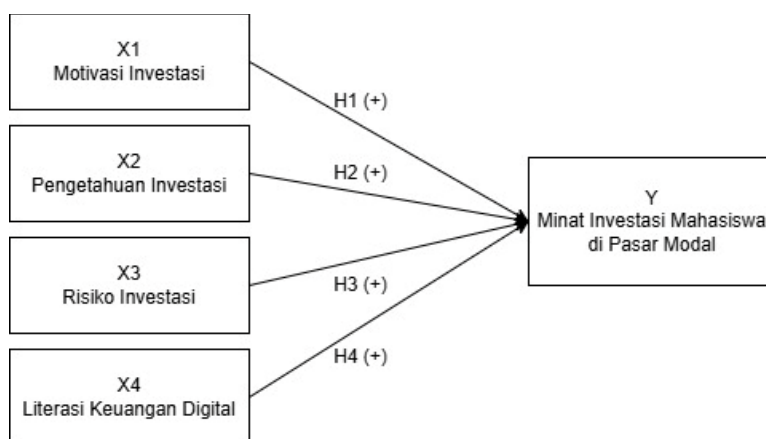 X1
Motivasi Investasi
H1 (+)
X2
Pengetahuan Investasi
H2 (+)
Y
Minat Investasi Mahasiswa
di Pasar Modal
X3
Risiko Investasi
H3 (+)
X4
Literasi Keuangan Digital
H4 (+)